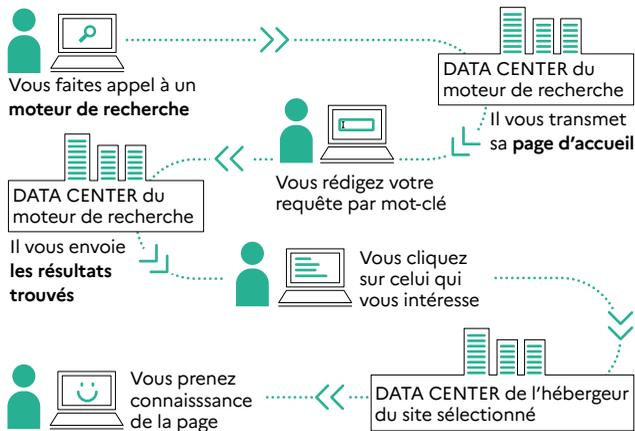 Vous faites appel à un
moteur de recherche
DATA CENTER du
moteur de recherche
Il vous transmet
sa page d'accueil
Vous rédigez votre
requête par mot-clé
DATA CENTER du
moteur de recherche
Il vous envoie
les résultats
trouvés
Vous cliquez
sur celui qui
vous intéresse
DATA CENTER de l'hébergeur
du site sélectionné
Vous prenez
connaisssance
de la page